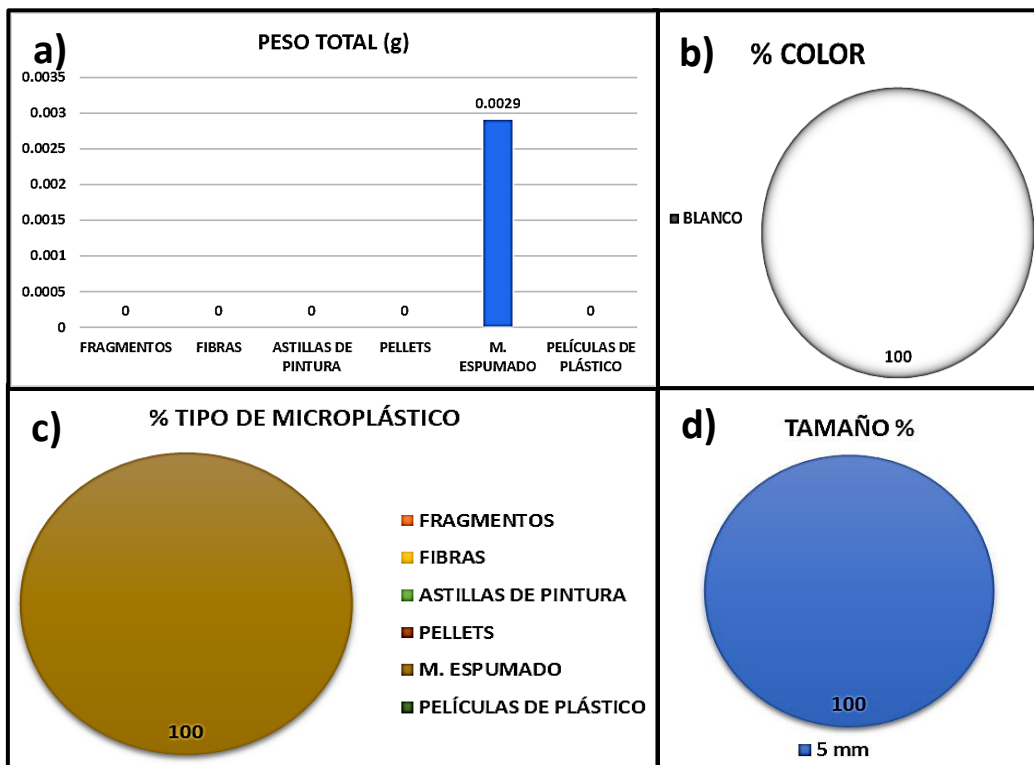 a)
PESO TOTAL (g)
0.0035
0.003
0.0025
0.002
0.0015
0.001
0.0005
0
0
0
0
0
0.0029
0
FRAGMENTOS
FIBRAS
ASTILLAS DE
PINTURA
PELLETS
M.
ESPUMADO
PELÍCULAS DE
PLÁSTICO
b)
% COLOR
BLANCO
100
c)
% TIPO DE MICROPLÁSTICO
100
FRAGMENTOS
FIBRAS
ASTILLAS DE PINTURA
PELLETS
M. ESPUMADO
PELÍCULAS DE PLÁSTICO
d)
TAMAÑO %
100
5 mm